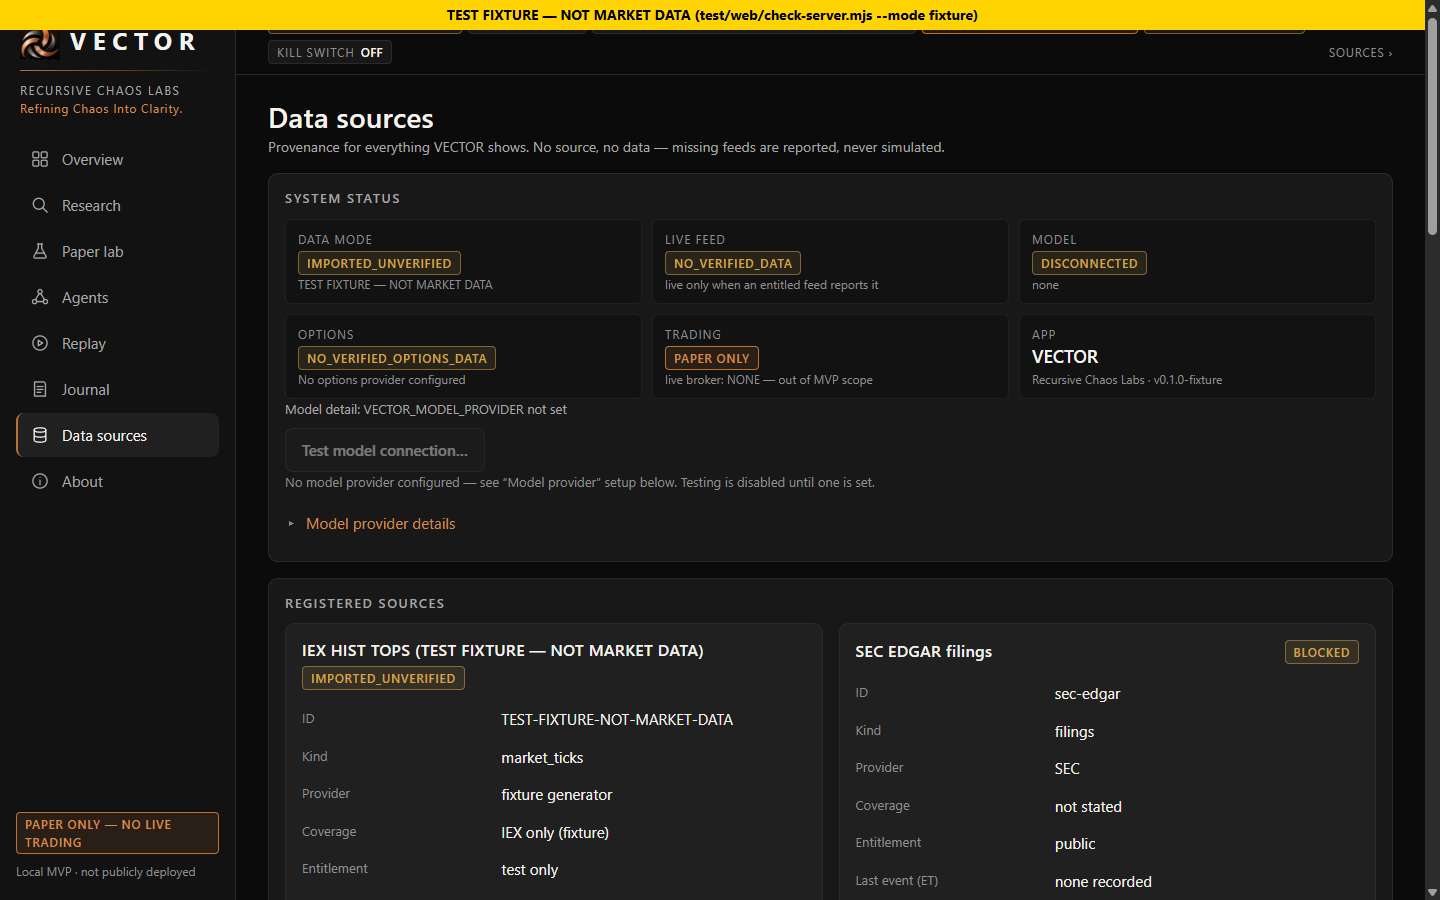 TEST FIXTURE — NOT MARKET DATA (test/web/check-server.mjs --mode fixture)
VECTOR
RECURSIVE CHAOS LABS
Refining Chaos Into Clarity.
Overview
Research
Paper lab
Agents
Replay
Journal
Data sources
About
PAPER ONLY — NO LIVE
TRADING
Local MVP · not publicly deployed
KILL SWITCH OFF
SOURCES ›
Data sources
Provenance for everything VECTOR shows. No source, no data — missing feeds are reported, never simulated.
SYSTEM STATUS
DATA MODE
IMPORTED_UNVERIFIED
TEST FIXTURE — NOT MARKET DATA
LIVE FEED
NO_VERIFIED_DATA
live only when an entitled feed reports it
MODEL
DISCONNECTED
none
OPTIONS
NO_VERIFIED_OPTIONS_DATA
No options provider configured
TRADING
PAPER ONLY
live broker: NONE — out of MVP scope
APP
VECTOR
Recursive Chaos Labs · v0.1.0-fixture
Model detail: VECTOR_MODEL_PROVIDER not set
Test model connection...
No model provider configured — see “Model provider” setup below. Testing is disabled until one is set.
Model provider details
REGISTERED SOURCES
IEX HIST TOPS (TEST FIXTURE — NOT MARKET DATA)
IMPORTED_UNVERIFIED
ID TEST-FIXTURE-NOT-MARKET-DATA
Kind market_ticks
Provider fixture generator
Coverage IEX only (fixture)
Entitlement test only
SEC EDGAR filings BLOCKED
ID sec-edgar
Kind filings
Provider SEC
Coverage not stated
Entitlement public
Last event (ET) none recorded